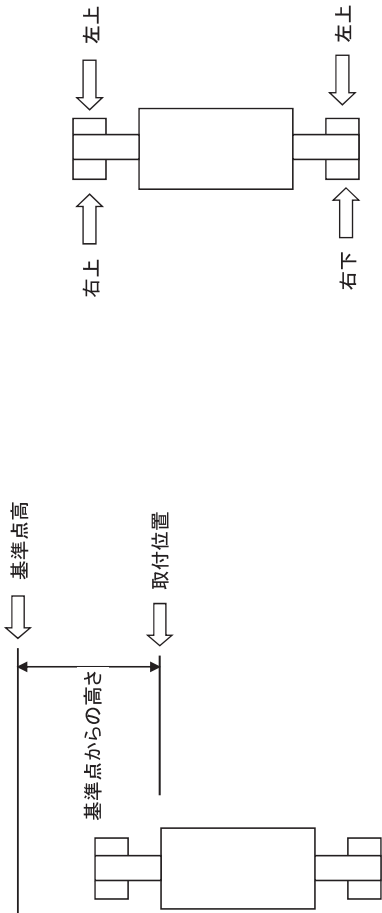 基準点高
基準点からの高さ
取付位置
右上
左上
右下
左上